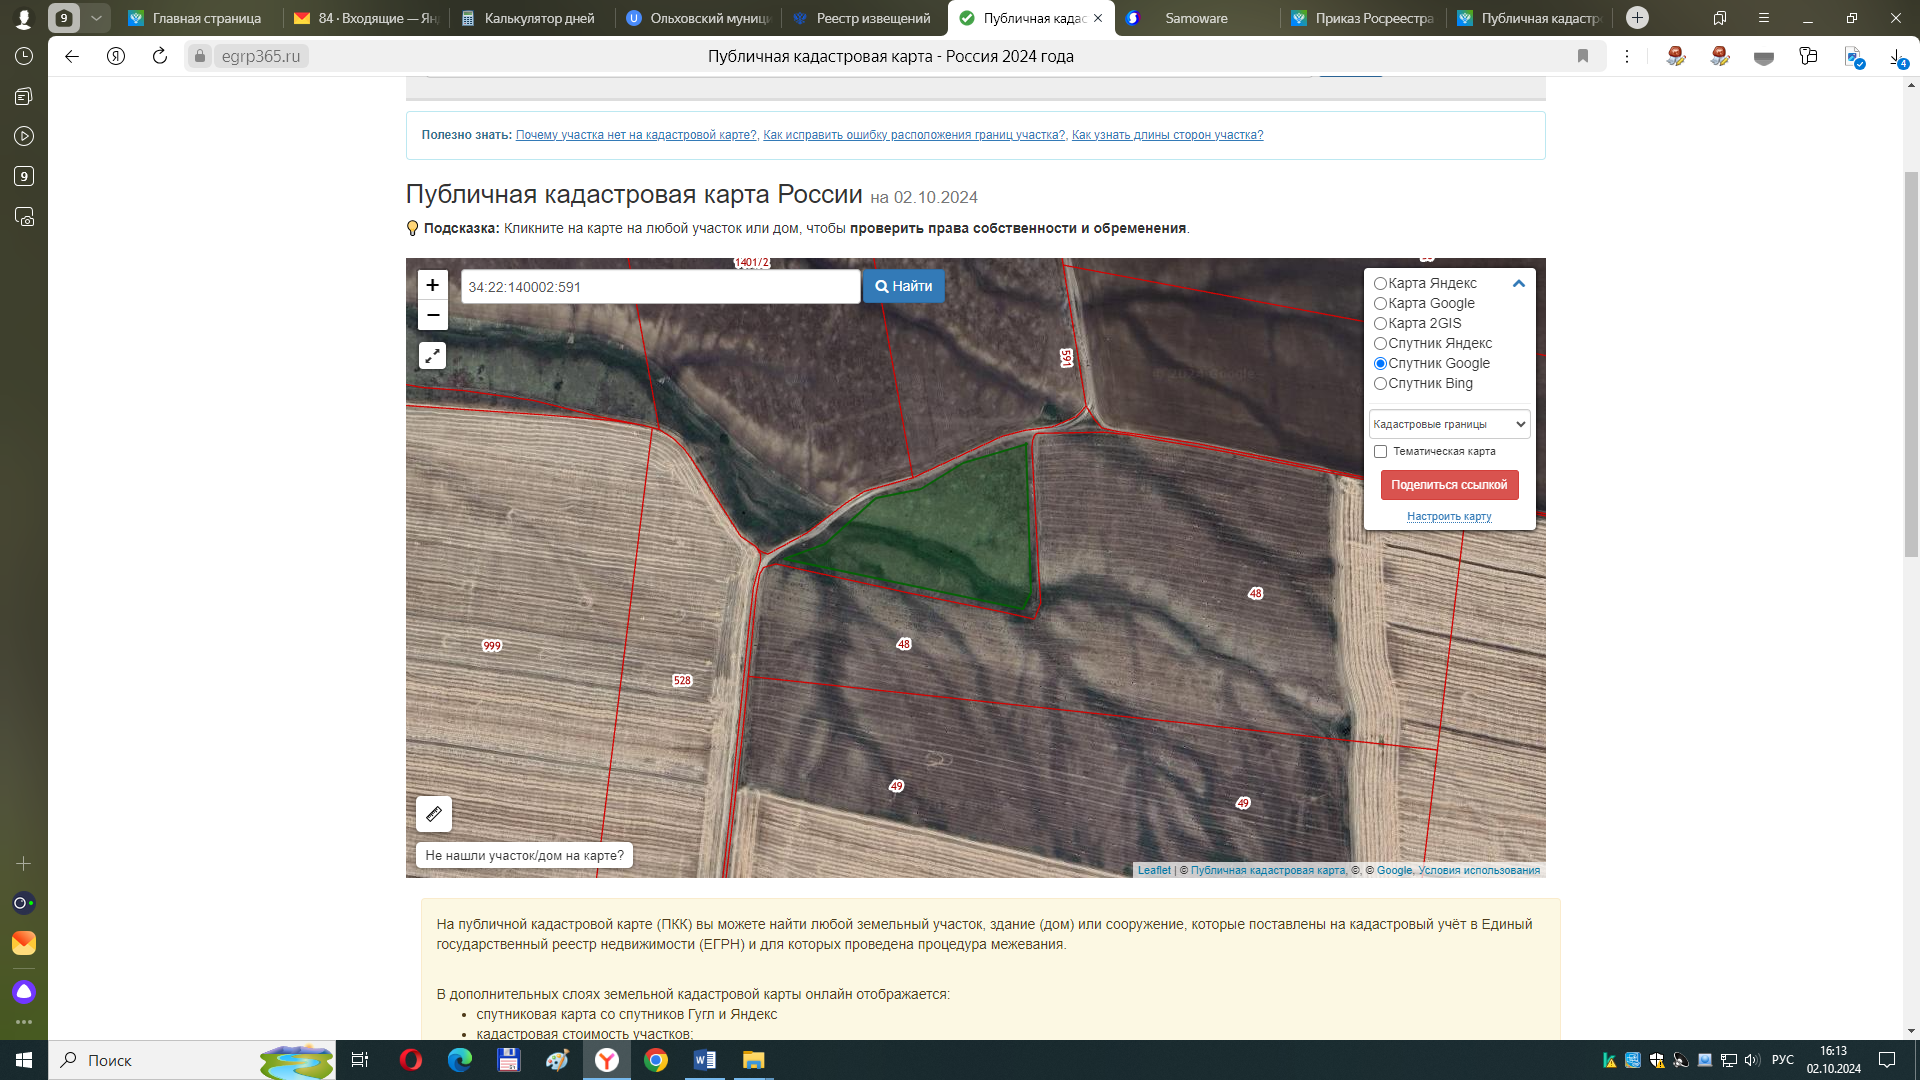 9
Главная страница
84 · Входящие — Ян
Калькулятор дней
Ольховский муници
Реестр извещений
Публичная кадас
Samoware
Приказ Росреестра
Публичная кадастр
egrp365.ru
Публичная кадастровая карта - Россия 2024 года
4
9
Полезно знать: Почему участка нет на кадастровой карте?, Как исправить ошибку расположения границ участка?, Как узнать длины сторон участка?
Публичная кадастровая карта России на 02.10.2024
Подсказка: Кликните на карте на любой участок или дом, чтобы проверить права собственности и обременения.
1401/2
+
34:22:140002:591
Найти
−
Карта Яндекс
Карта Google
Карта 2GIS
Спутник Яндекс
Спутник Google
Спутник Bing
Кадастровые границы
Тематическая карта
Поделиться ссылкой
Настроить карту
591
© 2024 Google
48
48
999
528
49
49
Не нашли участок/дом на карте?
Leaflet | © Публичная кадастровая карта, ©, © Google, Условия использования
На публичной кадастровой карте (ПКК) вы можете найти любой земельный участок, здание (дом) или сооружение, которые поставлены на кадастровый учёт в Единый
государственный реестр недвижимости (ЕГРН) и для которых проведена процедура межевания.
В дополнительных слоях земельной кадастровой карты онлайн отображается:
• спутниковая карта со спутников Гугл и Яндекс
• кадастровая стоимость участков;
Поиск
РУС
16:13
02.10.2024